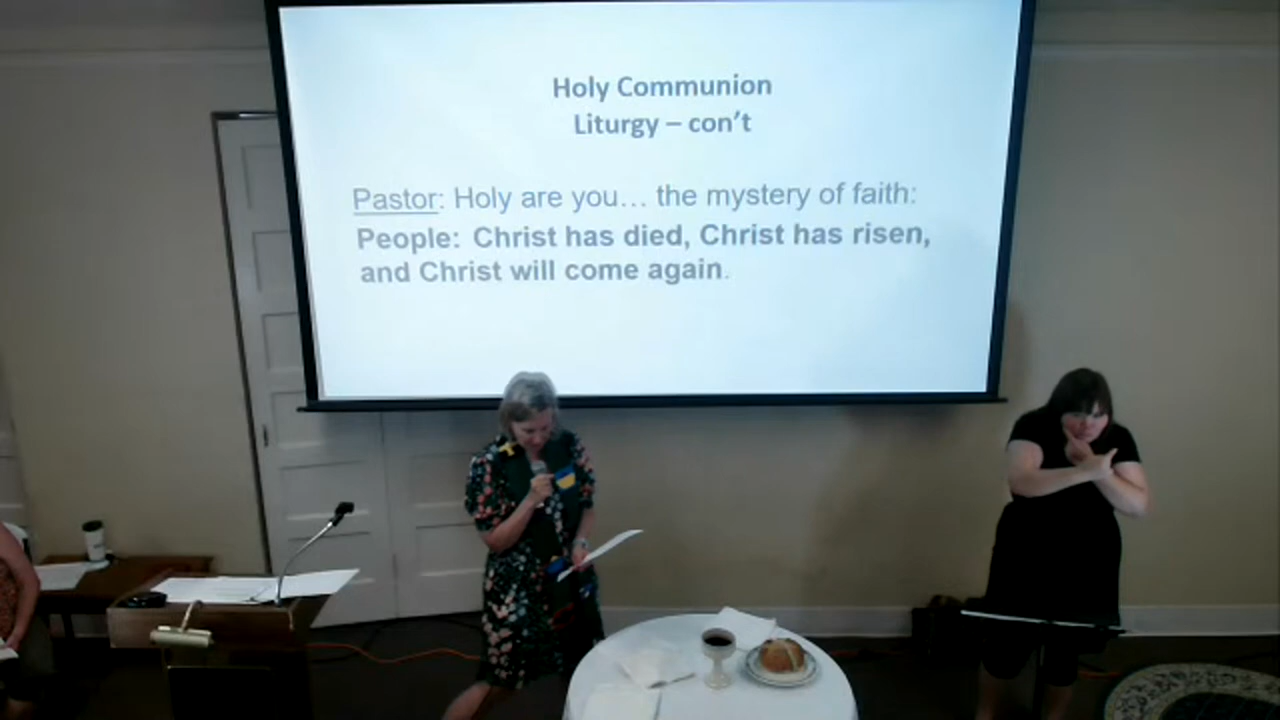 Holy Communion
Liturgy – con’t
Pastor: Holy are you… the mystery of faith:
People: Christ has died, Christ has risen,
and Christ will come again.